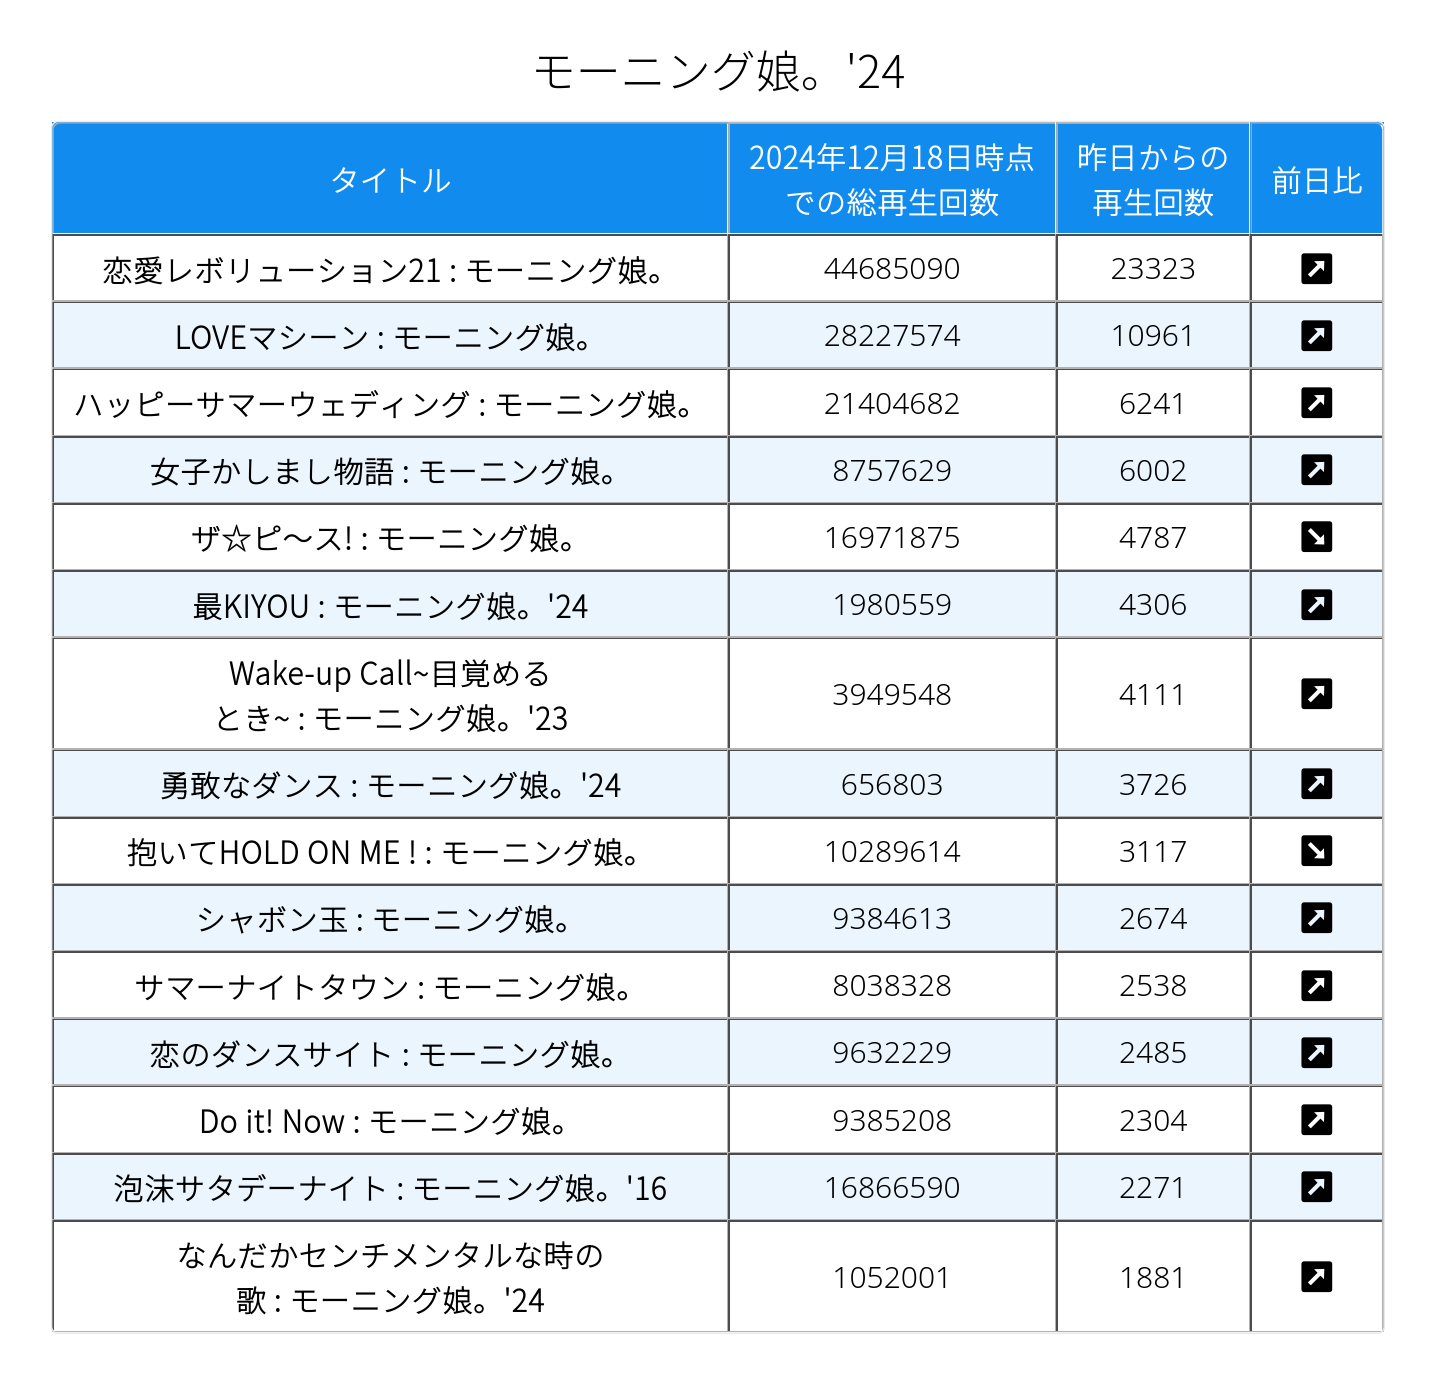 モーニング娘。'24
タイトル
2024年12月18日時点
での総再生回数
昨日からの
再生回数
前日比
恋愛レボリューション21 : モーニング娘。 44685090 23323
LOVEマシーン : モーニング娘。 28227574 10961
ハッピーサマーウェディング : モーニング娘。 21404682 6241
女子かしまし物語 : モーニング娘。 8757629 6002
ザ☆ピ〜ス! : モーニング娘。 16971875 4787
最KIYOU : モーニング娘。'24 1980559 4306
Wake-up Call~目覚める
とき~ : モーニング娘。'23 3949548 4111
勇敢なダンス : モーニング娘。'24 656803 3726
抱いてHOLD ON ME ! : モーニング娘。 10289614 3117
シャボン玉 : モーニング娘。 9384613 2674
サマーナイトタウン : モーニング娘。 8038328 2538
恋のダンスサイト : モーニング娘。 9632229 2485
Do it! Now : モーニング娘。 9385208 2304
泡沫サタデーナイト : モーニング娘。'16 16866590 2271
なんだかセンチメンタルな時の
歌 : モーニング娘。'24 1052001 1881